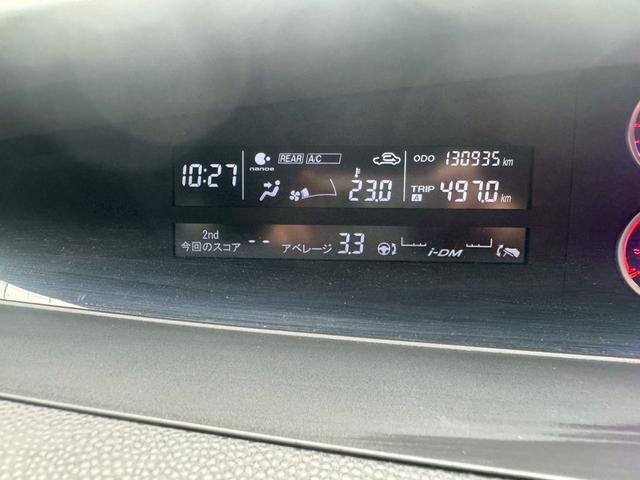 10:27
nanoe
REAR A/C
23.0
ODO 130935 km
TRIP A 497.0 km
2nd
今回のスコア -- アベレージ 3.3
i-DM